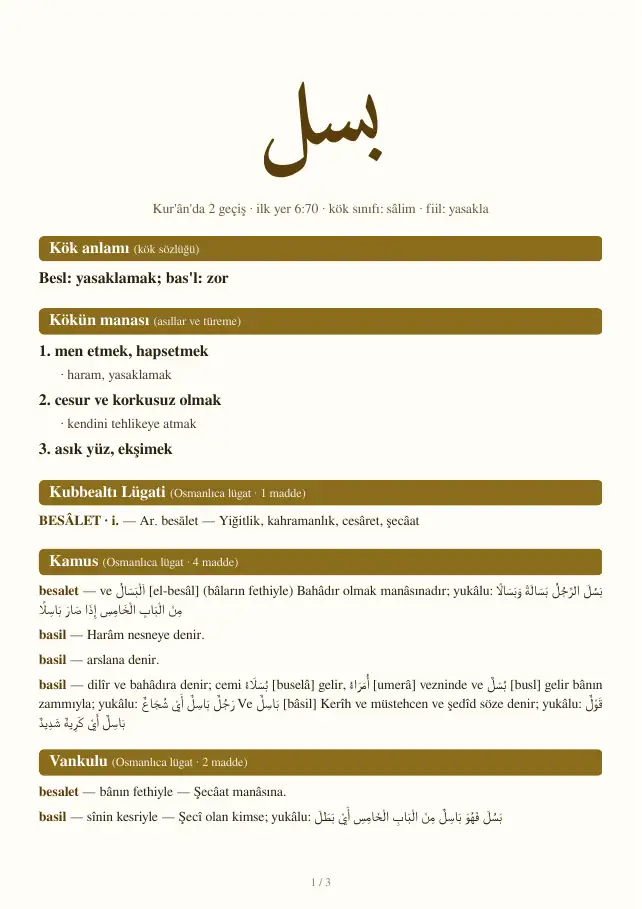 بسل
Kur'ân'da 2 geçiş · ilk yer 6:70 · kök sınıfı: sâlim · fiil: yasakla
Kök anlamı (kök sözlüğü)
Besl: yasaklamak; bas'l: zor
Kökün manası (asıllar ve türeme)
1. men etmek, hapsetmek
· haram, yasaklamak
2. cesur ve korkusuz olmak
· kendini tehlikeye atmak
3. asık yüz, ekşimek
Kubbealtı Lügati (Osmanlıca lügat · 1 madde)
BESÂLET · i. — Ar. besālet — Yiğitlik, kahramanlık, cesâret, şecâat
Kamus (Osmanlıca lügat · 4 madde)
besalet — ve اَلْبَسَالُ [el-besâl] (bâların fethiyle) Bahâdır olmak manâsınadır; yukâlu: بَسُلَ الرَّجُلُ بَسَالَةً وَبَسَالًا
مِنَ الْبَابِ الْخَامِسِ إِذَا صَارَ بَاسِلًا
basil — Harâm nesneye denir.
basil — arslana denir.
basil — dilîr ve bahâdıra denir; cemi بُسَلَاءُ [buselâ] gelir, أُمَرَاءُ [umerâ] vezninde ve بُسْلٌ [busl] gelir bânın
zammıyla; yukâlu: رَجُلٌ بَاسِلٌ أَيْ شُجَاعٌ Ve بَاسِلٌ [bâsil] Kerîh ve müstehcen ve şedîd söze denir; yukâlu: قَوْلٌ
بَاسِلٌ أَيْ كَرِيهٌ شَدِيدٌ
Vankulu (Osmanlıca lügat · 2 madde)
besalet — bânın fethiyle — Şecâat manâsına.
basil — sînin kesriyle — Şecî olan kimse; yukâlu: بَسُلَ فَهُوَ بَاسِلٌ مِنَ الْبَابِ الْخَامِسِ أَيْ بَطَلَ
1 / 3